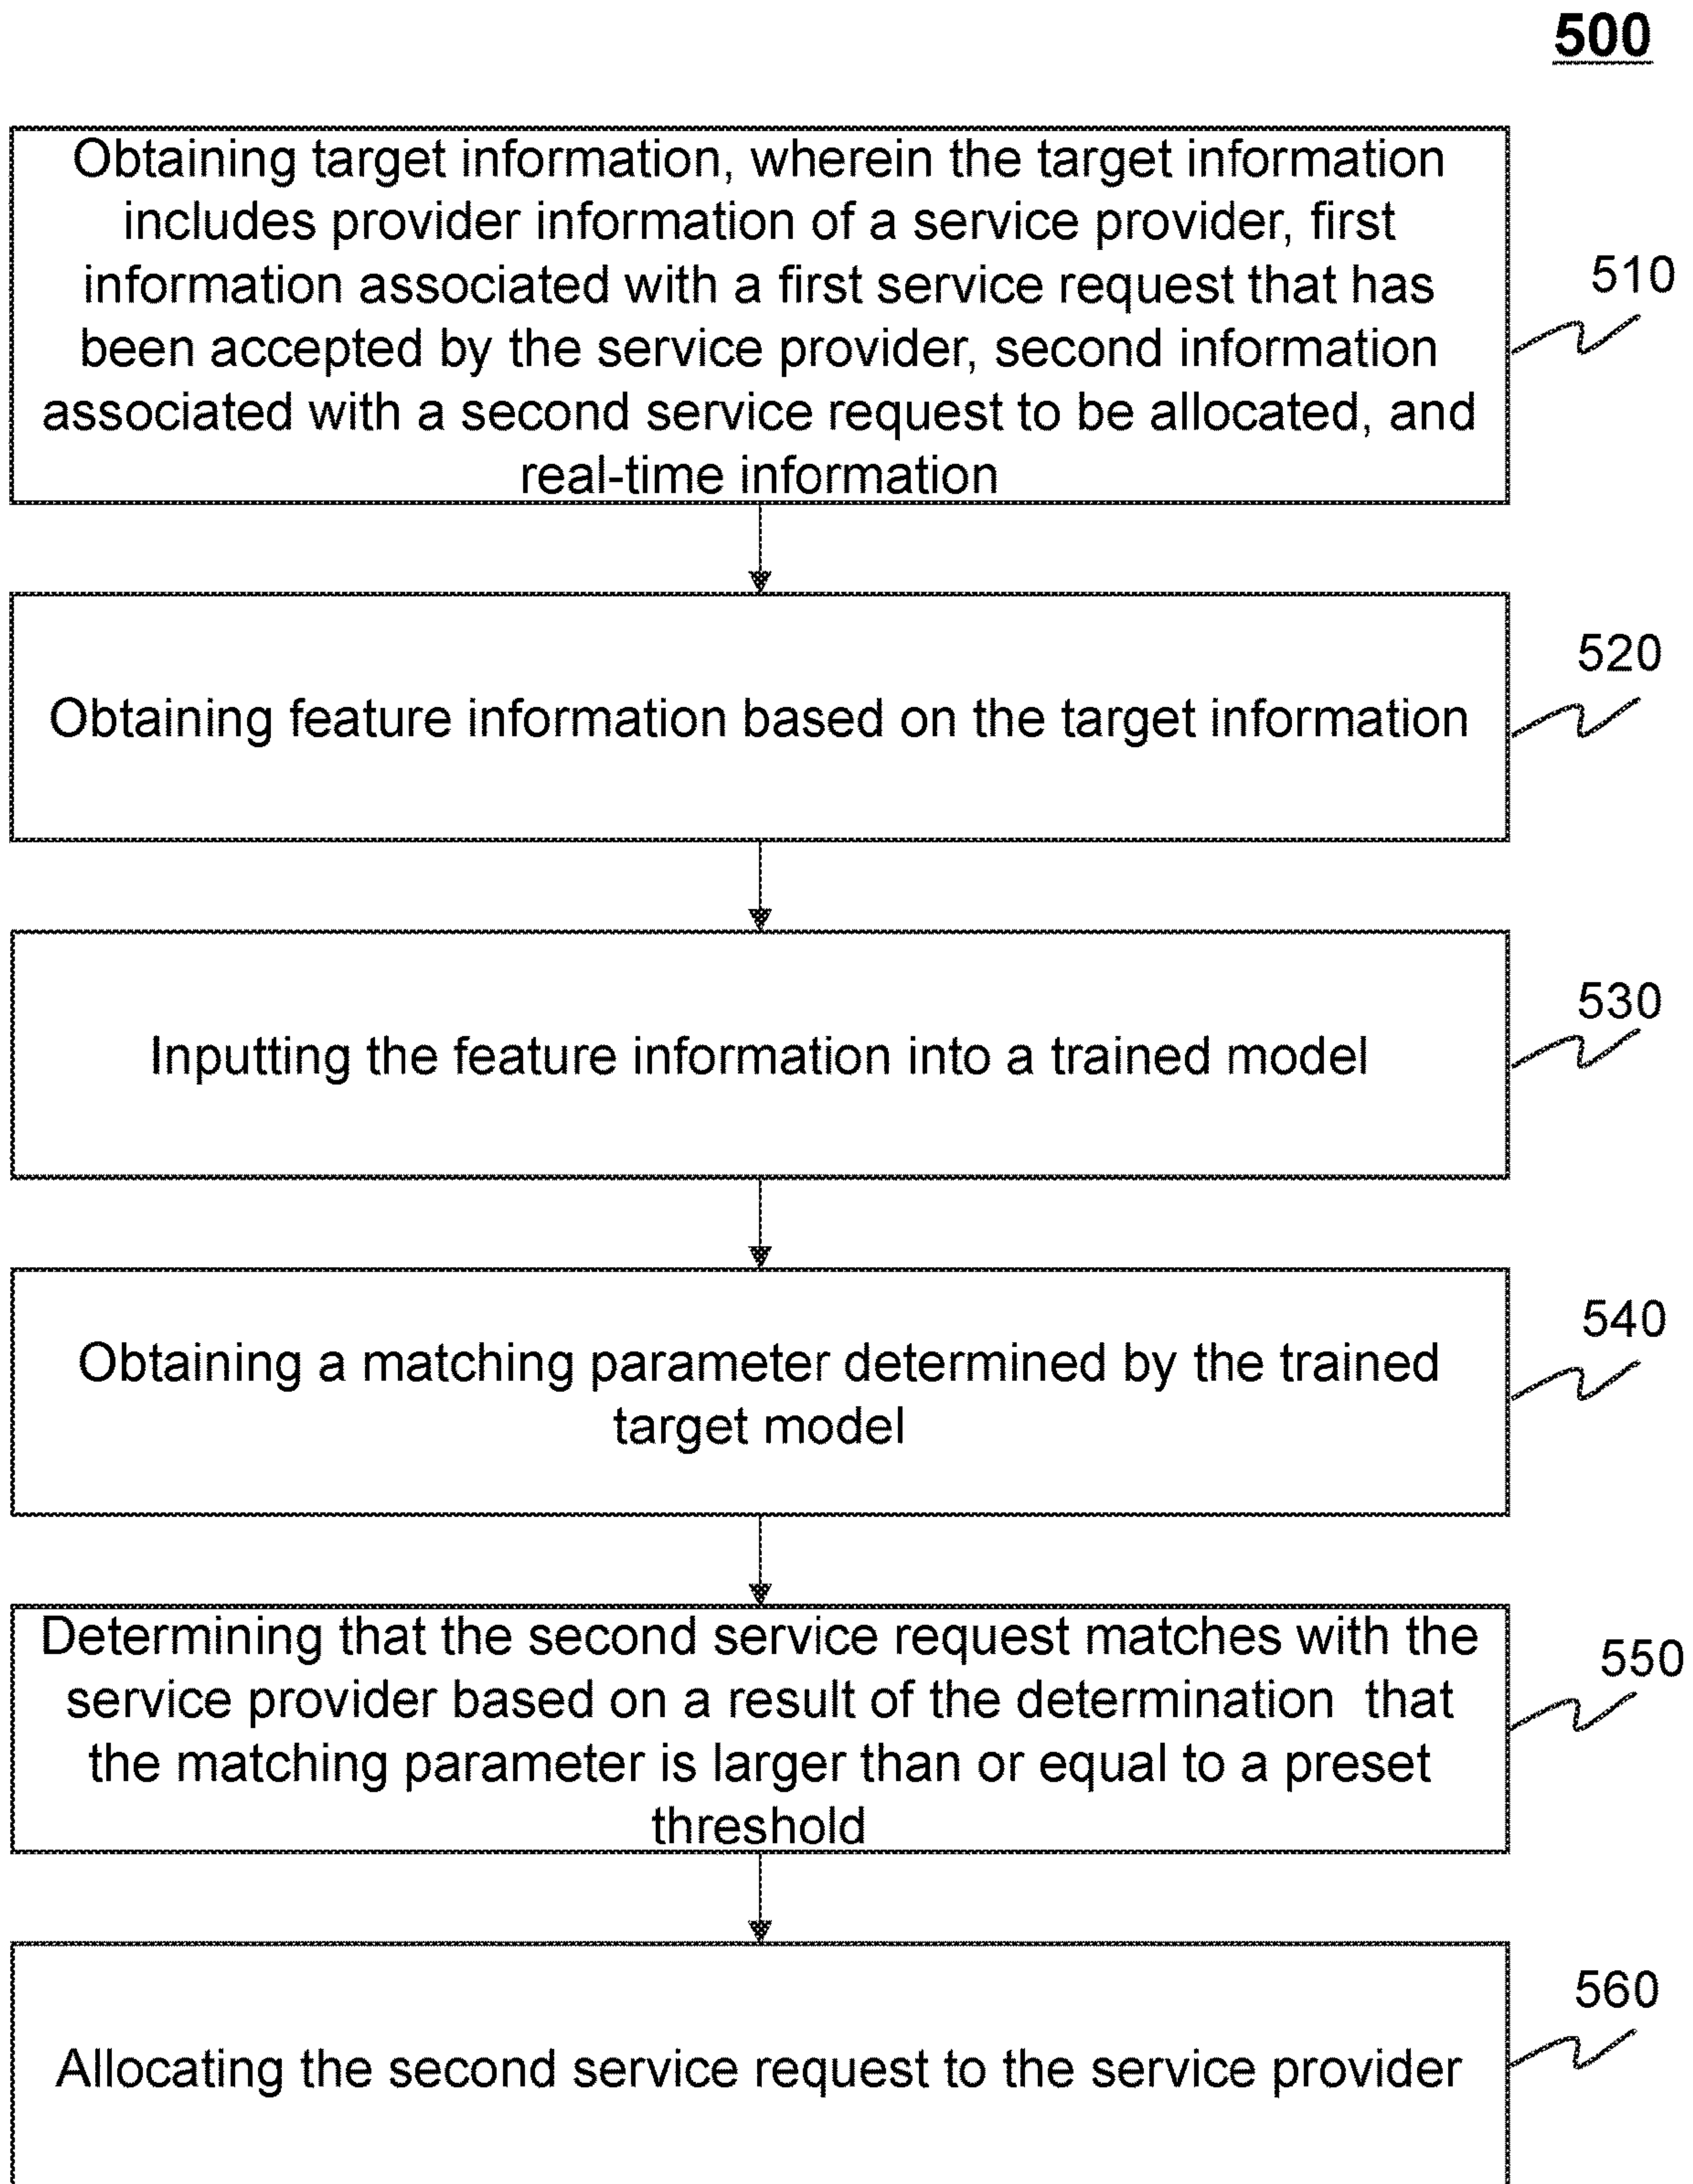 500
Obtaining target information, wherein the target information
includes provider information of a service provider, first
information associated with a first service request that has
been accepted by the service provider, second information
associated with a second service request to be allocated, and
real-time information
510
Obtaining feature information based on the target information
520
Inputting the feature information into a trained model
530
Obtaining a matching parameter determined by the trained
target model
540
Determining that the second service request matches with the
service provider based on a result of the determination that
the matching parameter is larger than or equal to a preset
threshold
550
Allocating the second service request to the service provider
560